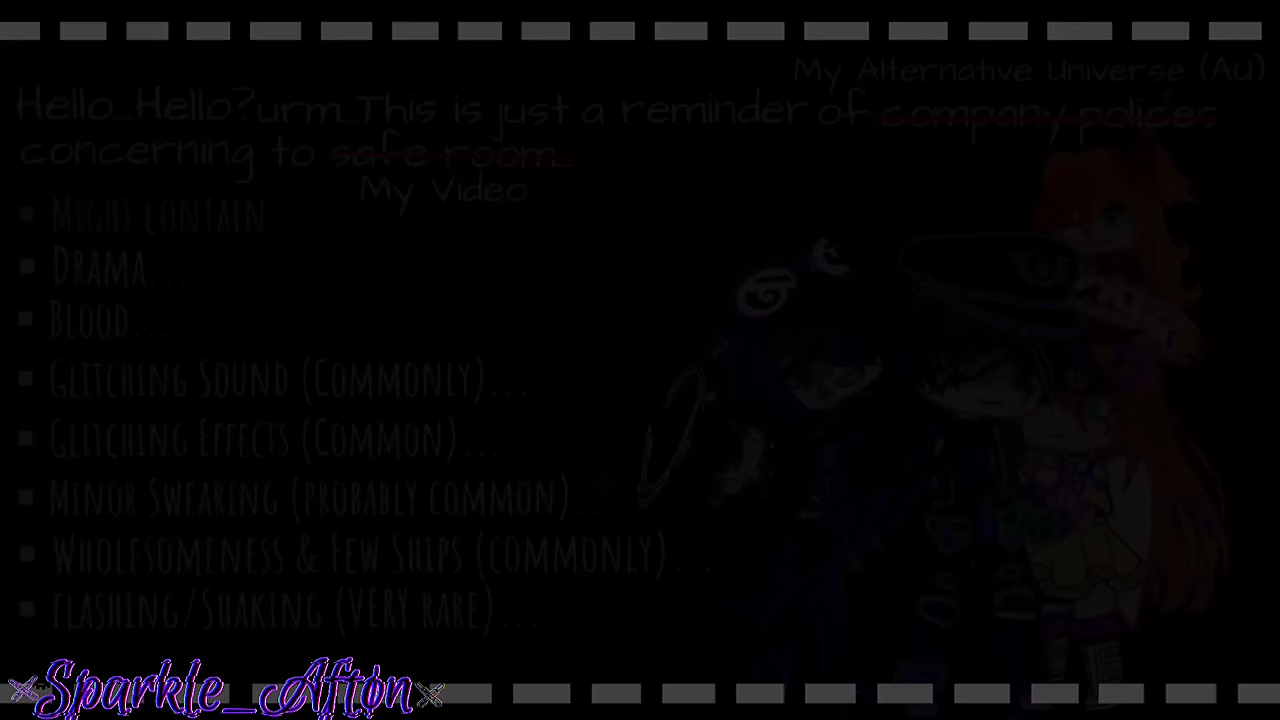 My Alternative Universe (AU)
Hello...Hello? urm...This is just a reminder of company polices
concerning to safe room...
My Video
▪ Might contain
▪ Drama...
▪ Blood...
▪ Glitching Sound (Commonly)...
▪ Glitching Effects (Common)...
▪ Minor Swearing (probably common)...
▪ Wholesomeness & Few Ships (commonly)...
▪ Flashing/Shaking (VERY rare)...
Sparkle_Afton